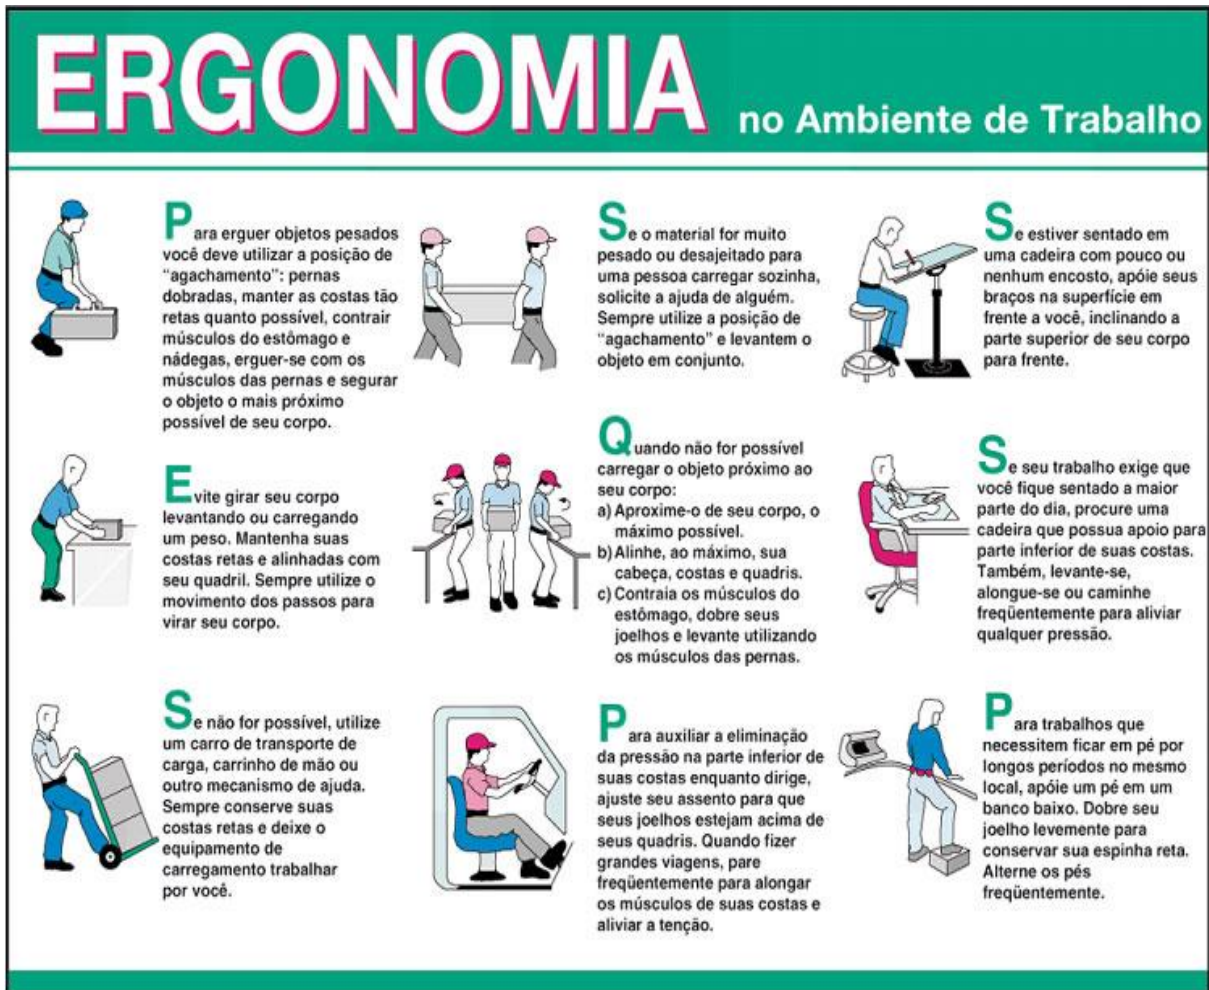 ERGONOMIA no Ambiente de Trabalho
Para erguer objetos pesados
você deve utilizar a posição de
“agachamento”: pernas
dobradas, manter as costas tão
retas quanto possível, contrair
músculos do estômago e
nádegas, erguer-se com os
músculos das pernas e segurar
o objeto o mais próximo
possível de seu corpo.
Se o material for muito
pesado ou desajeitado para
uma pessoa carregar sozinha,
solicite a ajuda de alguém.
Sempre utilize a posição de
“agachamento” e levantem o
objeto em conjunto.
Se estiver sentado em
uma cadeira com pouco ou
nenhum encosto, apóie seus
braços na superfície em
frente a você, inclinando a
parte superior de seu corpo
para frente.
Evite girar seu corpo
levantando ou carregando
um peso. Mantenha suas
costas retas e alinhadas com
seu quadril. Sempre utilize o
movimento dos passos para
virar seu corpo.
Quando não for possível
carregar o objeto próximo ao
seu corpo:
a) Aproxime-o de seu corpo, o
máximo possível.
b) Alinhe, ao máximo, sua
cabeça, costas e quadris.
c) Contraia os músculos do
estômago, dobre seus
joelhos e levante utilizando
os músculos das pernas.
Se seu trabalho exige que
você fique sentado a maior
parte do dia, procure uma
cadeira que possua apoio para
parte inferior de suas costas.
Também, levante-se,
alongue-se ou caminhe
freqüentemente para aliviar
qualquer pressão.
Se não for possível, utilize
um carro de transporte de
carga, carrinho de mão ou
outro mecanismo de ajuda.
Sempre conserve suas
costas retas e deixe o
equipamento de
carregamento trabalhar
por você.
Para auxiliar a eliminação
da pressão na parte inferior de
suas costas enquanto dirige,
ajuste seu assento para que
seus joelhos estejam acima de
seus quadris. Quando fizer
grandes viagens, pare
freqüentemente para alongar
os músculos de suas costas e
aliviar a tenção.
Para trabalhos que
necessitem ficar em pé por
longos períodos no mesmo
local, apóie um pé em um
banco baixo. Dobre seu
joelho levemente para
conservar sua espinha reta.
Alterne os pés
freqüentemente.